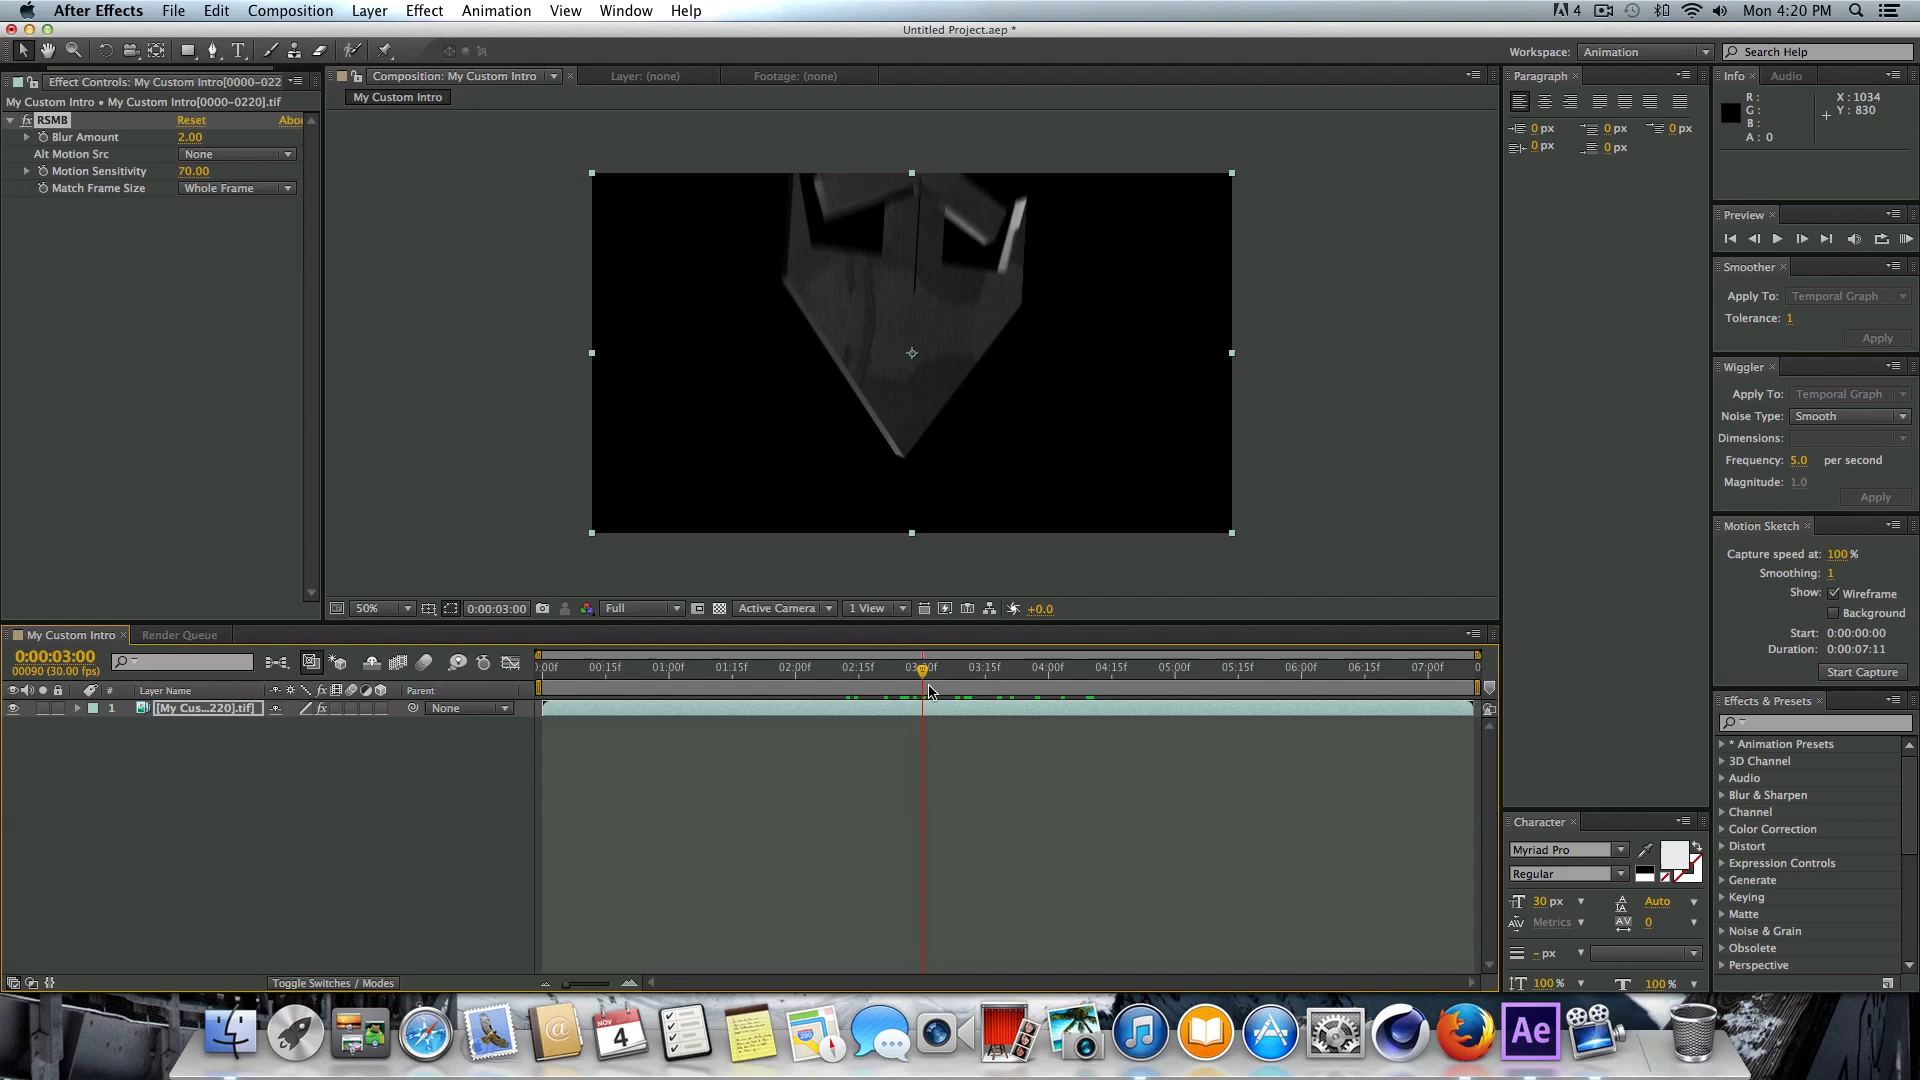 After Effects File Edit Composition Layer Effect Animation View Window Help 4 Mon 4:20 PM
Untitled Project.aep *
Workspace: Animation Search Help
Effect Controls: My Custom Intro[0000-022
Composition: My Custom Intro Layer: (none) Footage: (none)
Paragraph Info Audio
My Custom Intro • My Custom Intro[0000-0220].tif
My Custom Intro
RSMB Reset Abou
Blur Amount 2.00
Alt Motion Src None
Motion Sensitivity 70.00
Match Frame Size Whole Frame
0 px 0 px 0 px
0 px 0 px
R :
G :
B :
A : 0
X : 1034
Y : 830
Preview
Smoother
Apply To: Temporal Graph
Tolerance: 1
Apply
Wiggler
Apply To: Temporal Graph
Noise Type: Smooth
Dimensions:
Frequency: 5.0 per second
Magnitude: 1.0
Apply
Motion Sketch
Capture speed at: 100 %
Smoothing: 1
Show: Wireframe
Background
Start: 0:00:00:00
Duration: 0:00:07:11
Start Capture
50% 0:00:03:00 Full Active Camera 1 View +0.0
My Custom Intro Render Queue
0:00:03:00
00090 (30.00 fps)
0:00f 00:15f 01:00f 01:15f 02:00f 02:15f 03:00f 03:15f 04:00f 04:15f 05:00f 05:15f 06:00f 06:15f 07:00f 0
# Layer Name fx Parent
1 [My Cus...220].tif] fx None
Toggle Switches / Modes
Effects & Presets
* Animation Presets
3D Channel
Audio
Blur & Sharpen
Channel
Color Correction
Distort
Expression Controls
Generate
Keying
Matte
Noise & Grain
Obsolete
Perspective
Character
Myriad Pro
Regular
30 px Auto
Metrics 0
- px
100 % 100 %
NOV
4
Ae